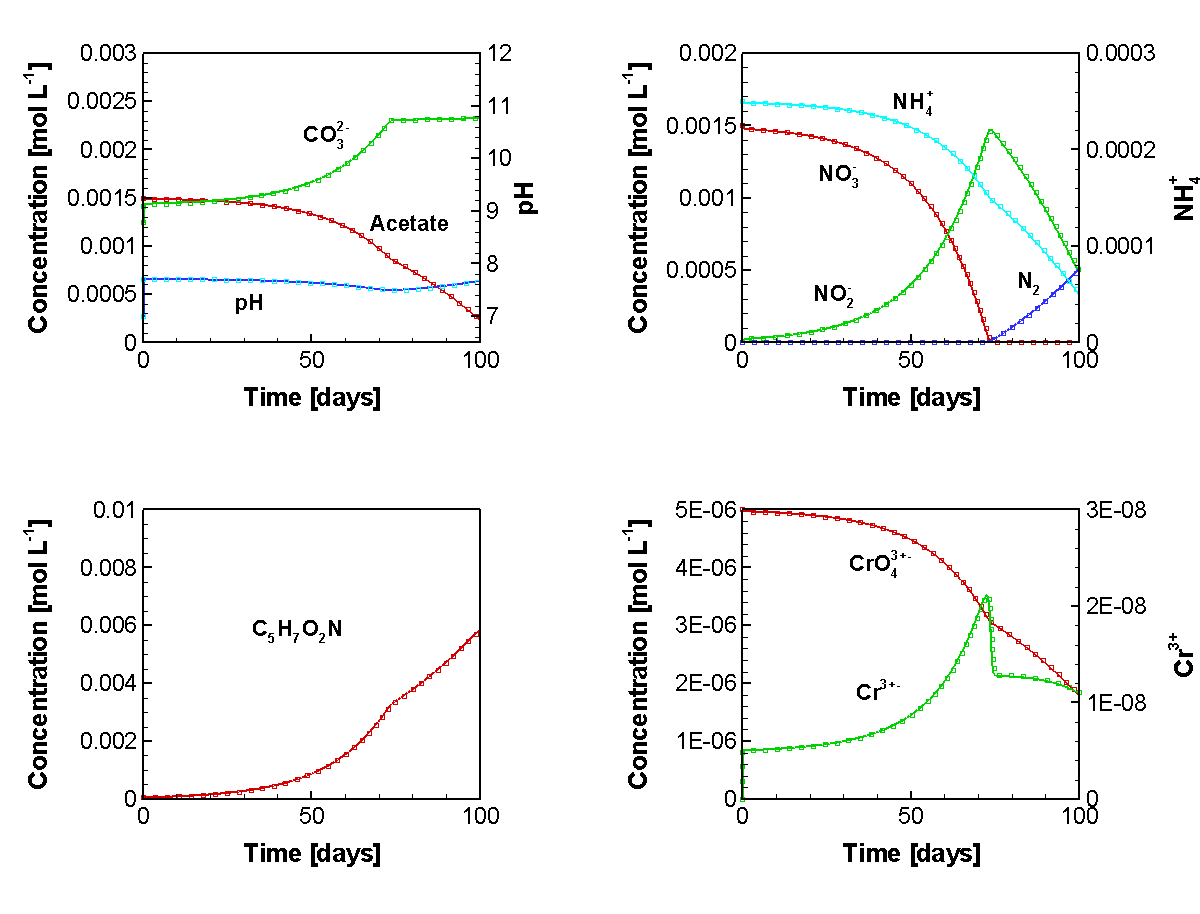 0.003
0.0025
0.002
0.0015
0.001
0.0005
0
Concentration [mol L⁻¹]
12
11
10
9
8
7
pH
CO₃²⁻
Acetate
pH
0
50
100
Time [days]
0.002
0.0015
0.001
0.0005
0
Concentration [mol L⁻¹]
0.0003
0.0002
0.0001
0
NH₄⁺
NH₄⁺
NO₃⁻
NO₂⁻
N₂
0
50
100
Time [days]
0.01
0.008
0.006
0.004
0.002
0
Concentration [mol L⁻¹]
C₅H₇O₂N
0
50
100
Time [days]
5E-06
4E-06
3E-06
2E-06
1E-06
0
Concentration [mol L⁻¹]
3E-08
2E-08
1E-08
0
Cr³⁺
CrO₄³⁺⁻
Cr³⁺⁻
0
50
100
Time [days]